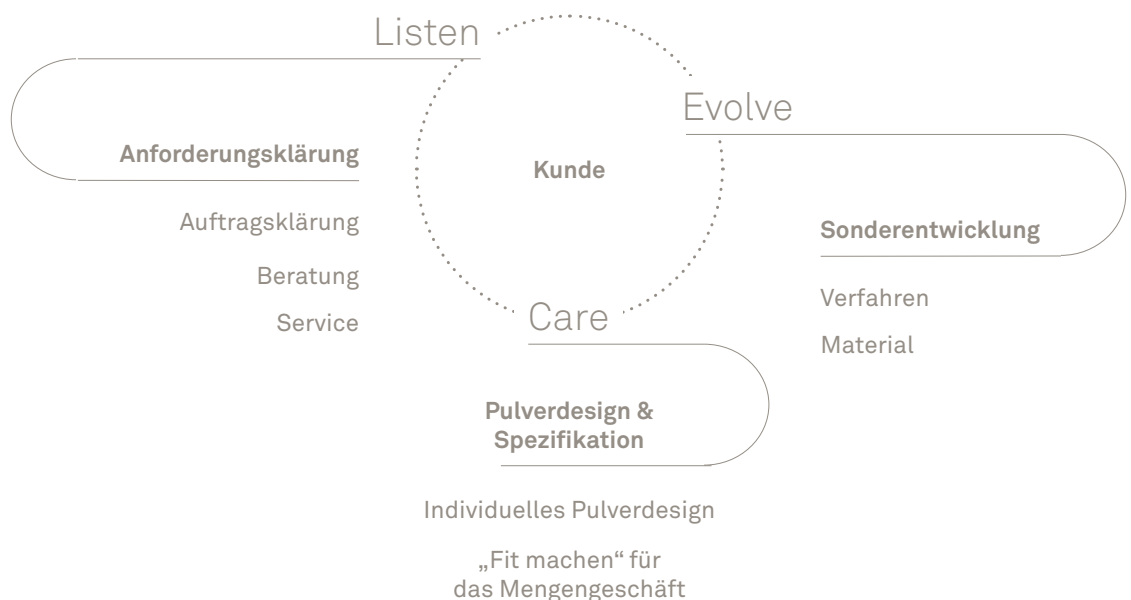 Listen
Anforderungsklärung
Auftragsklärung
Beratung
Service
Kunde
Evolve
Sonderentwicklung
Verfahren
Material
Care
Pulverdesign &
Spezifikation
Individuelles Pulverdesign
„Fit machen“ für
das Mengengeschäft